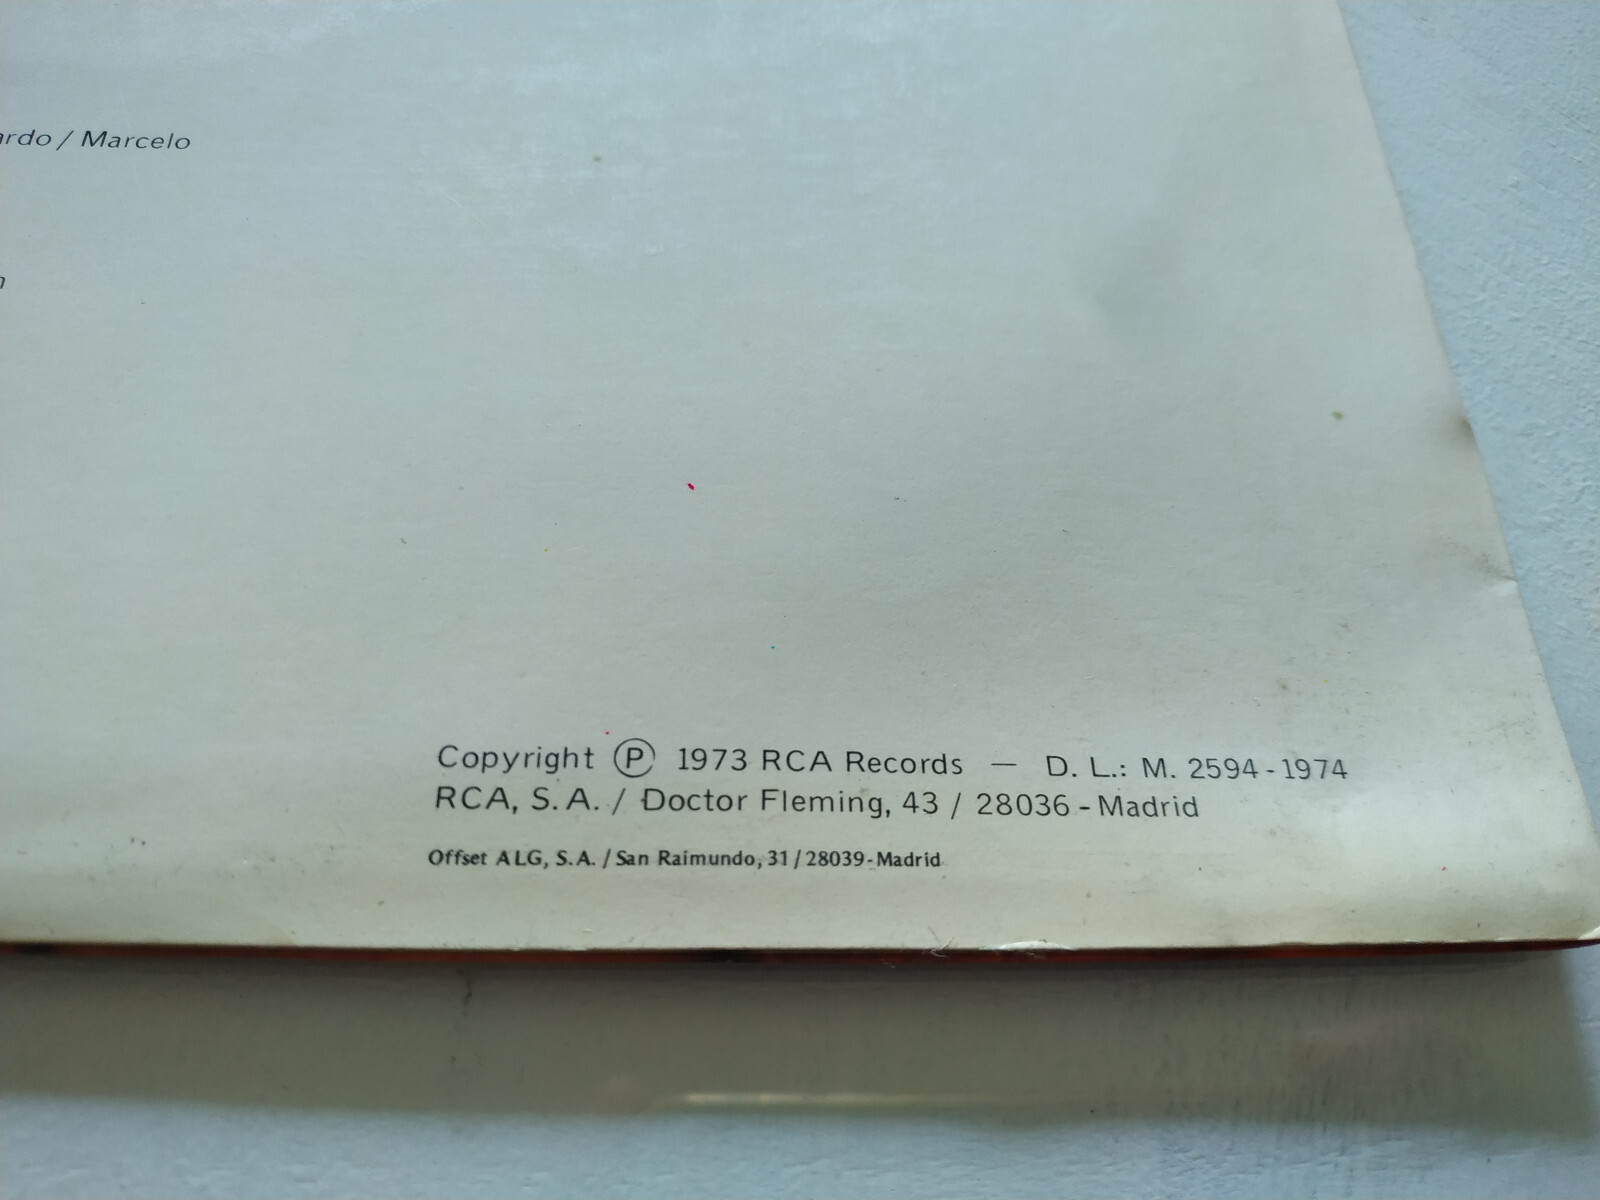 / Marcelo
Copyright Ⓟ 1973 RCA Records — D. L.: M. 2594-1974
RCA, S.A. / Doctor Fleming, 43 / 28036 - Madrid
Offset ALG, S.A. / San Raimundo, 31 / 28039-Madrid